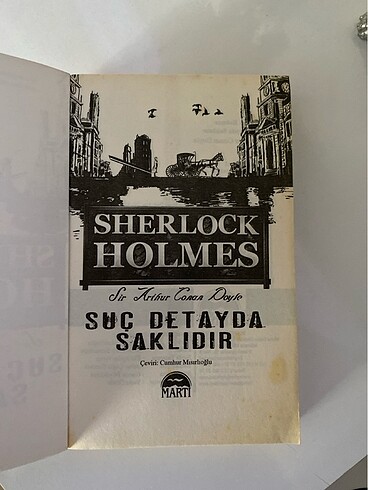 SHERLOCK
HOLMES
Sir Arthur Conan Doyle
SUÇ DETAYDA
SAKLIDIR
Çeviri: Cumhur Mısırlıoğlu
MARTI